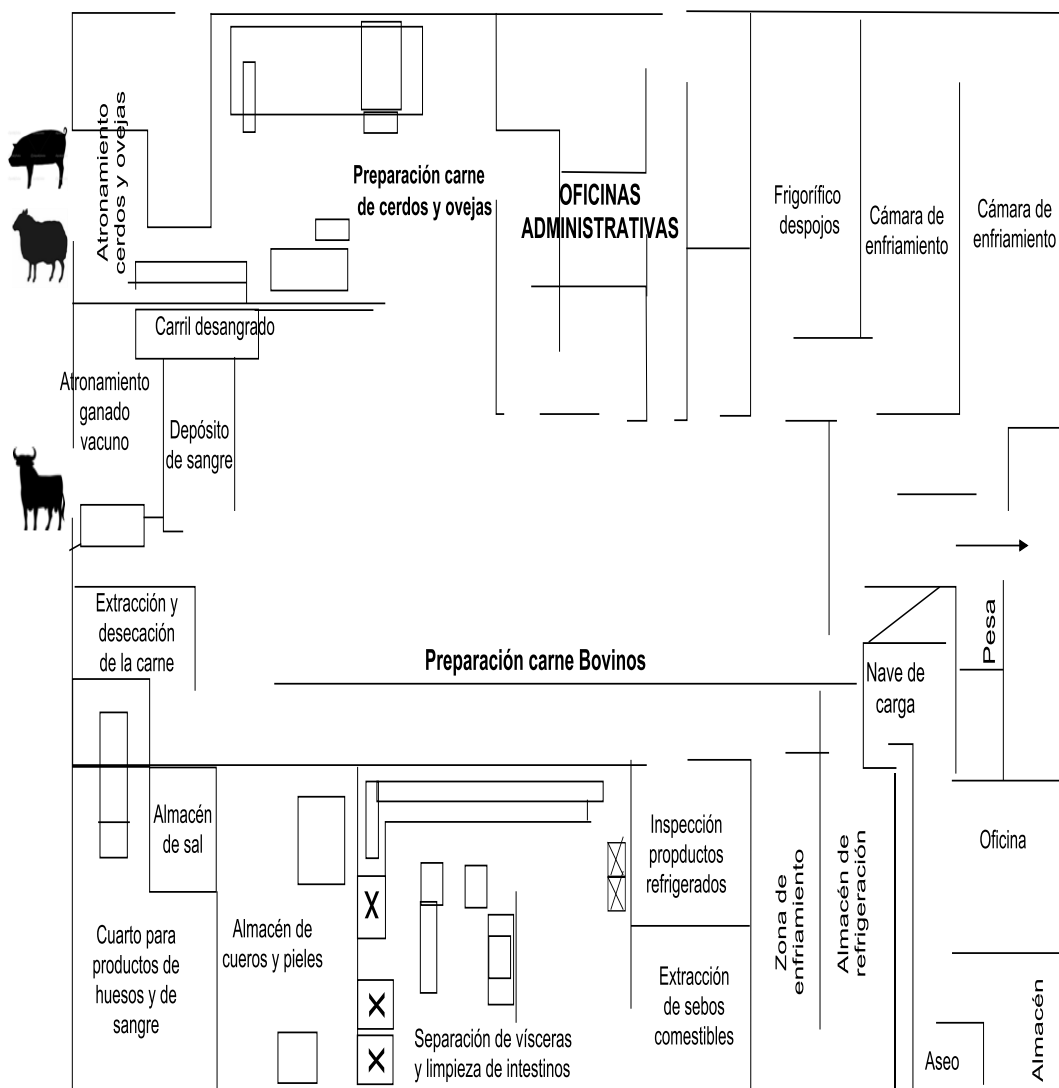 Atronamiento
cerdos y ovejas
Preparación carne
de cerdos y ovejas
OFICINAS
ADMINISTRATIVAS
Frigorífico
despojos
Cámara de
enfriamiento
Cámara de
enfriamiento
Carril desangrado
Atronamiento
ganado
vacuno
Depósito
de sangre
Extracción y
desecación
de la carne
Preparación carne Bovinos
Nave de
carga
Pesa
Almacén
de sal
Inspección
propductos
refrigerados
Zona de
enfriamiento
Almacén de
refrigeración
Oficina
Cuarto para
productos de
huesos y de
sangre
Almacén de
cueros y pieles
Separación de vísceras
y limpieza de intestinos
Extracción
de sebos
comestibles
Aseo
Almacén